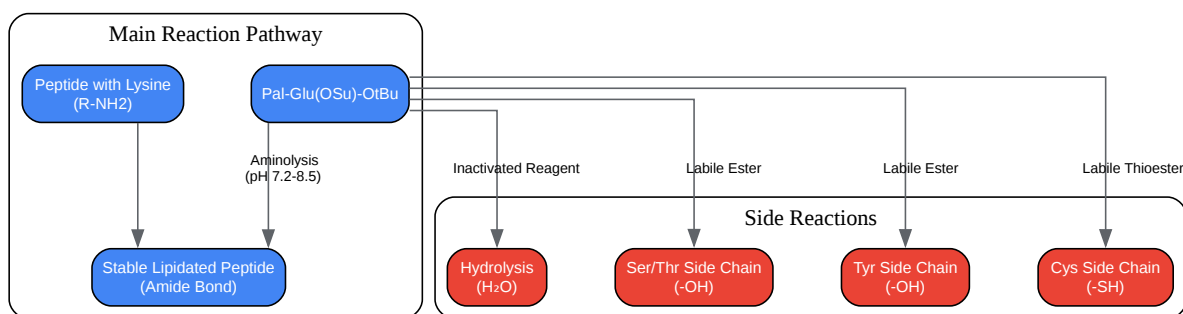 Main Reaction Pathway
Peptide with Lysine
(R-NH2)
Pal-Glu(OSu)-OtBu
Aminolysis
(pH 7.2-8.5)
Inactivated Reagent
Labile Ester
Labile Ester
Labile Thioester
Side Reactions
Stable Lipidated Peptide
(Amide Bond)
Hydrolysis
(H₂O)
Ser/Thr Side Chain
(-OH)
Tyr Side Chain
(-OH)
Cys Side Chain
(-SH)